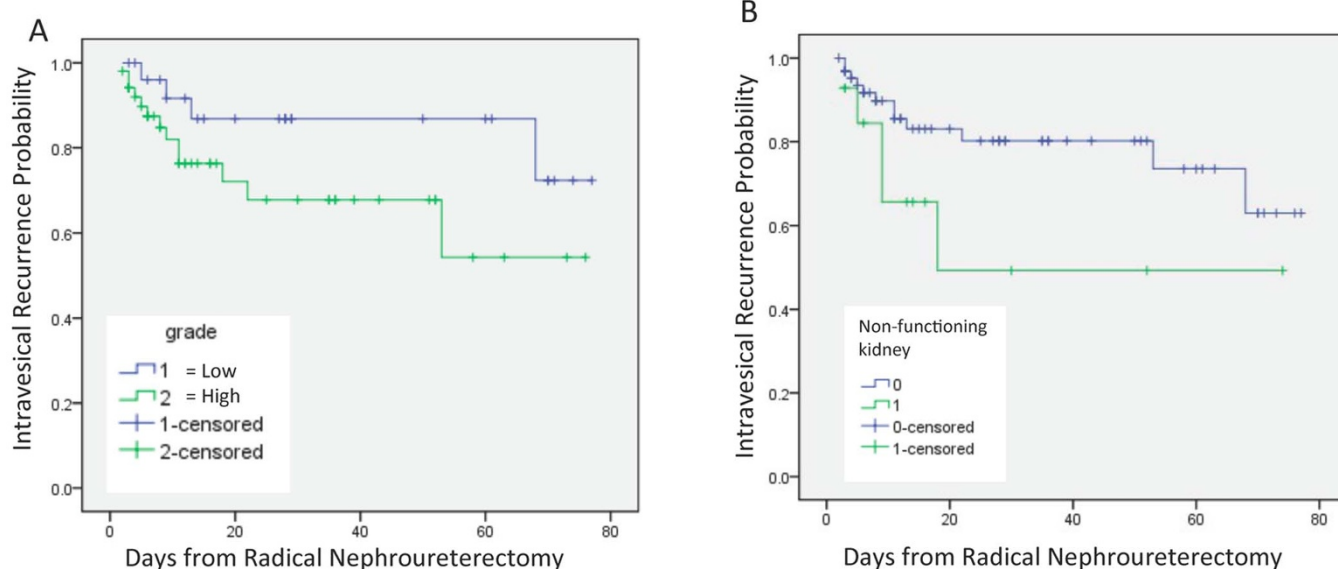 A
Intravesical Recurrence Probability
1.0
0.8
0.6
0.4
0.2
0.0
grade
1 = Low
2 = High
1-censored
2-censored
0 20 40 60 80
Days from Radical Nephroureterectomy
B
Intravesical Recurrence Probability
1.0
0.8
0.6
0.4
0.2
0.0
Non-functioning
kidney
0
1
0-censored
1-censored
0 20 40 60 80
Days from Radical Nephroureterectomy